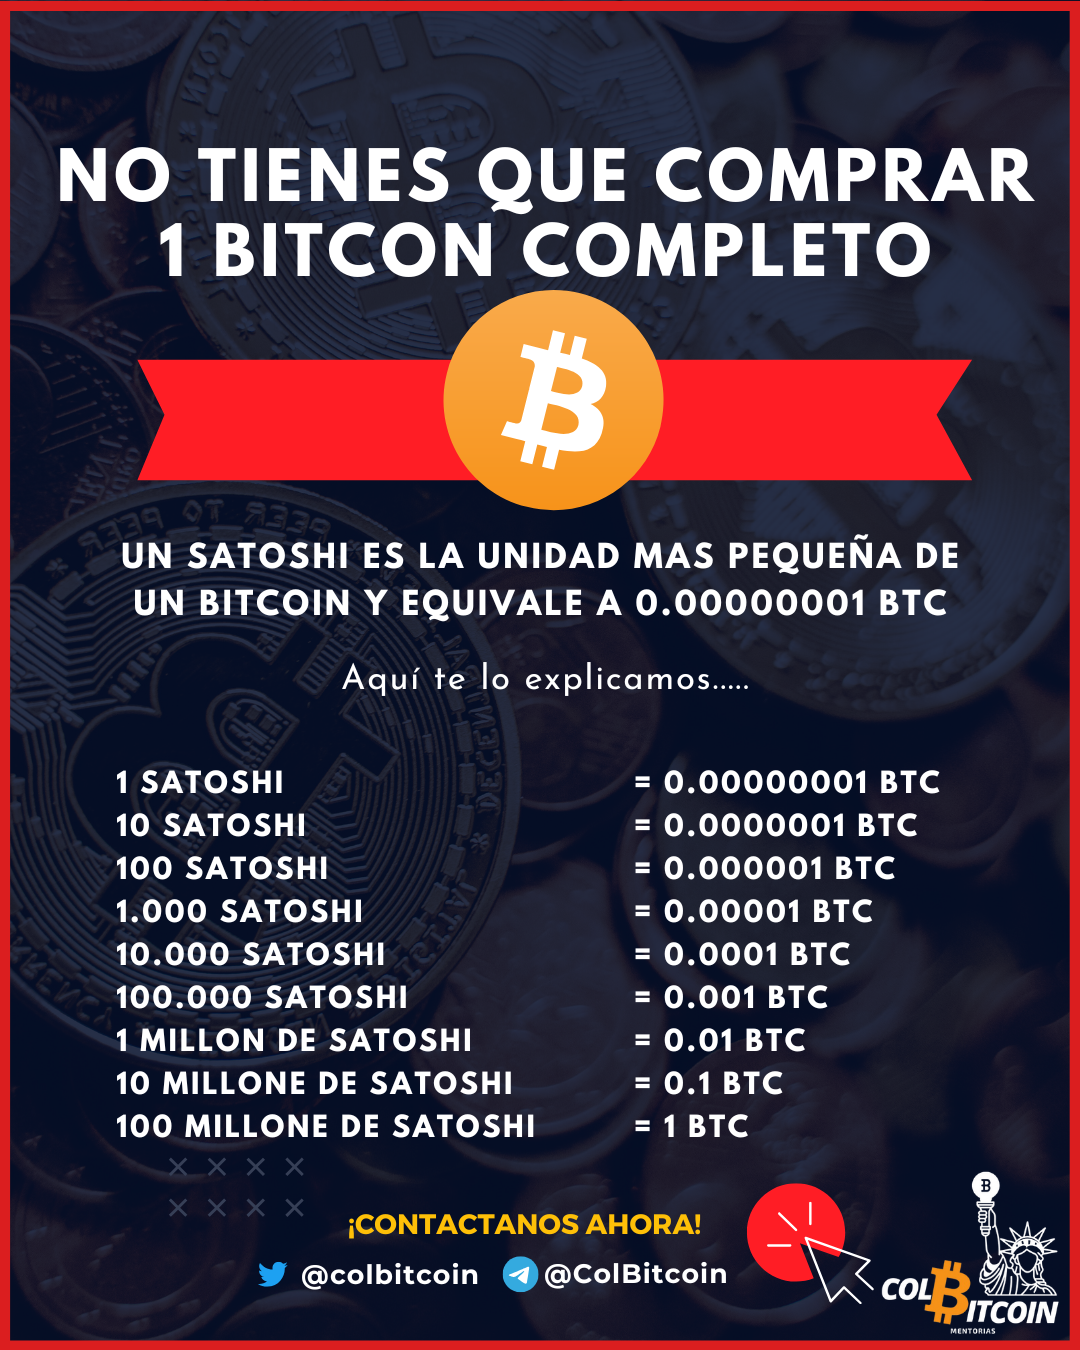 NO TIENES QUE COMPRAR
1 BITCON COMPLETO
UN SATOSHI ES LA UNIDAD MAS PEQUEÑA DE
UN BITCOIN Y EQUIVALE A 0.00000001 BTC
Aquí te lo explicamos.....
1 SATOSHI = 0.00000001 BTC
10 SATOSHI = 0.0000001 BTC
100 SATOSHI = 0.000001 BTC
1.000 SATOSHI = 0.00001 BTC
10.000 SATOSHI = 0.0001 BTC
100.000 SATOSHI = 0.001 BTC
1 MILLON DE SATOSHI = 0.01 BTC
10 MILLONE DE SATOSHI = 0.1 BTC
100 MILLONE DE SATOSHI = 1 BTC
¡CONTACTANOS AHORA!
@colbitcoin @ColBitcoin
COLBITCOIN
MENTORIAS